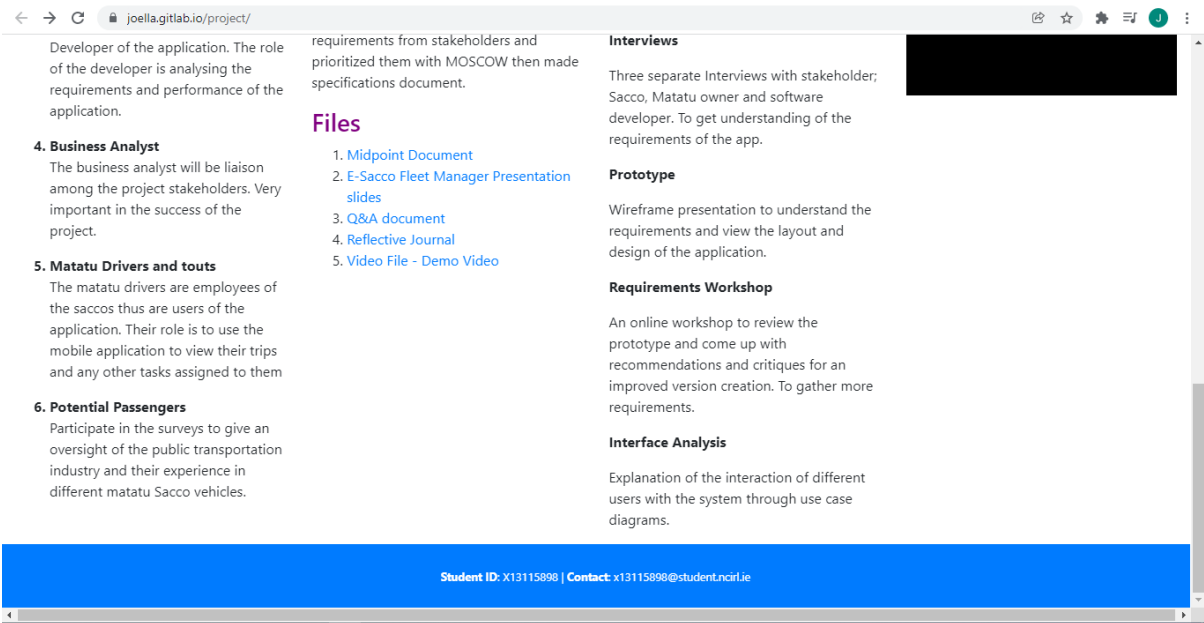 joella.gitlab.io/project/
J
Developer of the application. The role
of the developer is analysing the
requirements and performance of the
application.
4. Business Analyst
The business analyst will be liaison
among the project stakeholders. Very
important in the success of the
project.
5. Matatu Drivers and touts
The matatu drivers are employees of
the saccos thus are users of the
application. Their role is to use the
mobile application to view their trips
and any other tasks assigned to them
6. Potential Passengers
Participate in the surveys to give an
oversight of the public transportation
industry and their experience in
different matatu Sacco vehicles.
requirements from stakeholders and
prioritized them with MOSCOW then made
specifications document.
Files
1. Midpoint Document
2. E-Sacco Fleet Manager Presentation
slides
3. Q&A document
4. Reflective Journal
5. Video File - Demo Video
Interviews
Three separate Interviews with stakeholder;
Sacco, Matatu owner and software
developer. To get understanding of the
requirements of the app.
Prototype
Wireframe presentation to understand the
requirements and view the layout and
design of the application.
Requirements Workshop
An online workshop to review the
prototype and come up with
recommendations and critiques for an
improved version creation. To gather more
requirements.
Interface Analysis
Explanation of the interaction of different
users with the system through use case
diagrams.
Student ID: X13115898 | Contact: x13115898@student.ncirl.ie